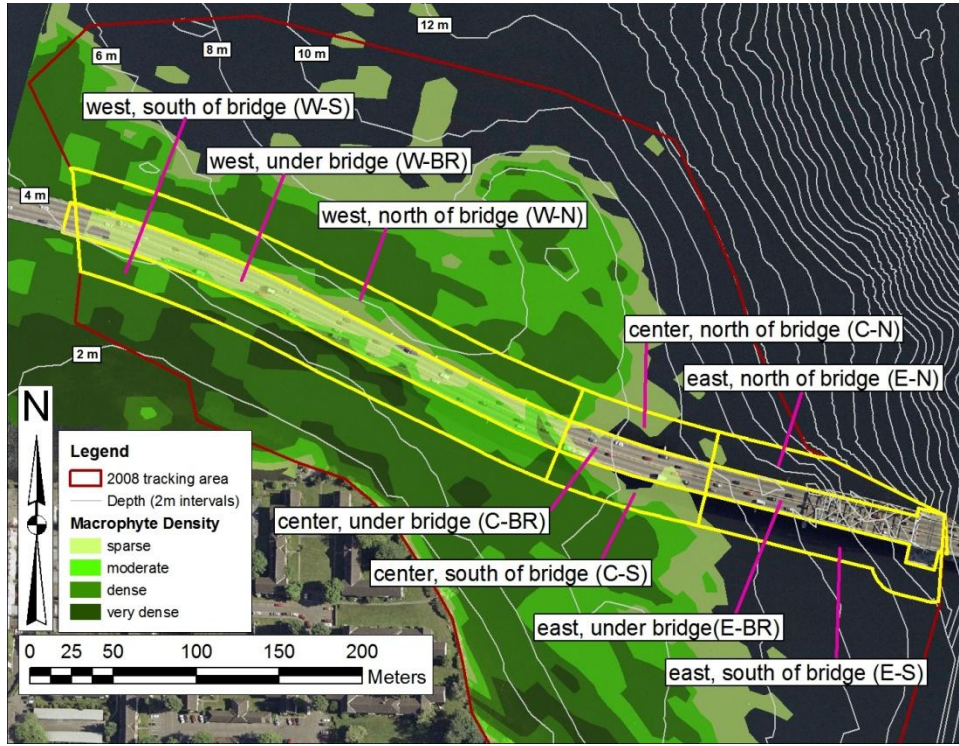 12 m
8 m
10 m
6 m
west, south of bridge (W-S)
west, under bridge (W-BR)
4 m
west, north of bridge (W-N)
center, north of bridge (C-N)
east, north of bridge (E-N)
2 m
N
Legend
2008 tracking area
Depth (2m intervals)
Macrophyte Density
sparse
moderate
dense
very dense
center, under bridge (C-BR)
center, south of bridge (C-S)
east, under bridge(E-BR)
east, south of bridge (E-S)
0 25 50 100 150 200
Meters